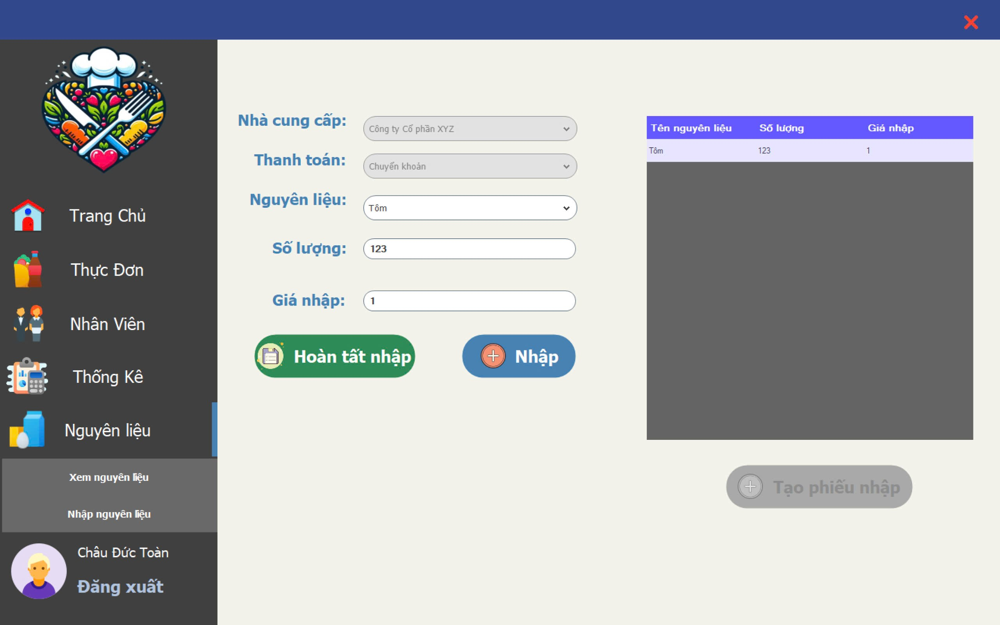 Trang Chủ
Thực Đơn
Nhân Viên
Thống Kê
Nguyên liệu
Xem nguyên liệu
Nhập nguyên liệu
Châu Đức Toàn
Đăng xuất
Nhà cung cấp:
Công ty Cổ phần XYZ
Thanh toán:
Chuyển khoản
Nguyên liệu:
Tôm
Số lượng:
123
Giá nhập:
1
Hoàn tất nhập
Nhập
Tên nguyên liệu Số lượng Giá nhập
Tôm 123 1
Tạo phiếu nhập